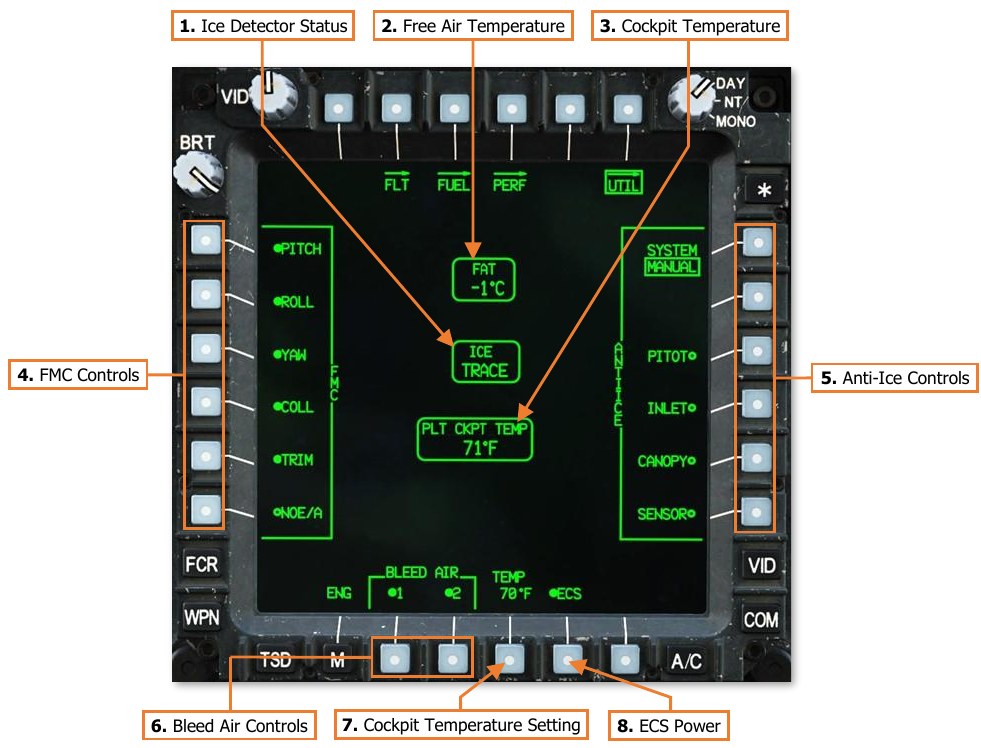 1. Ice Detector Status
2. Free Air Temperature
3. Cockpit Temperature
VID
DAY
NT
MONO
BRT
FLT
FUEL
PERF
UTIL
*
PITCH
ROLL
YAW
COLL
TRIM
NOE/A
FMC
FAT
-1°C
ICE
TRACE
PLT CKPT TEMP
71°F
SYSTEM
MANUAL
PITOT
INLET
CANOPY
SENSOR
ANTI ICE
4. FMC Controls
5. Anti-Ice Controls
FCR
VID
WPN
COM
ENG
BLEED AIR
1
2
TEMP
70°F
ECS
TSD
M
A/C
6. Bleed Air Controls
7. Cockpit Temperature Setting
8. ECS Power